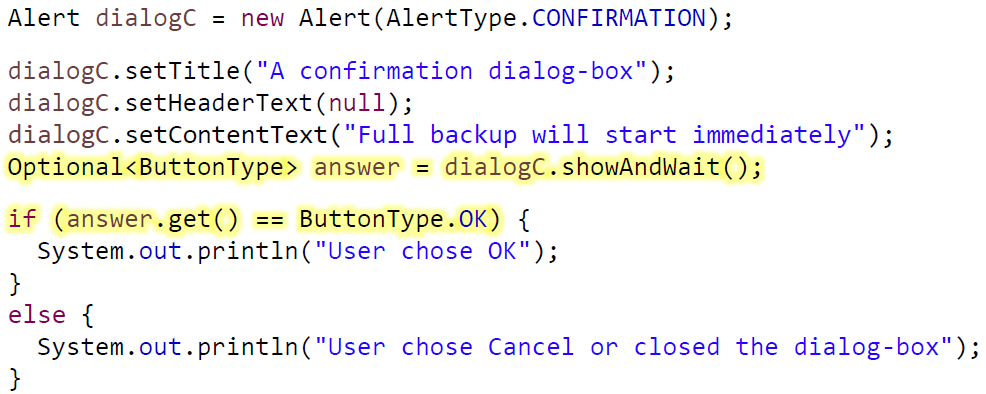 Alert dialogC = new Alert(AlertType.CONFIRMATION);
dialogC.setTitle("A confirmation dialog-box");
dialogC.setHeaderText(null);
dialogC.setContentText("Full backup will start immediately");
Optional<ButtonType> answer = dialogC.showAndWait();
if (answer.get() == ButtonType.OK) {
  System.out.println("User chose OK");
}
else {
  System.out.println("User chose Cancel or closed the dialog-box");
}